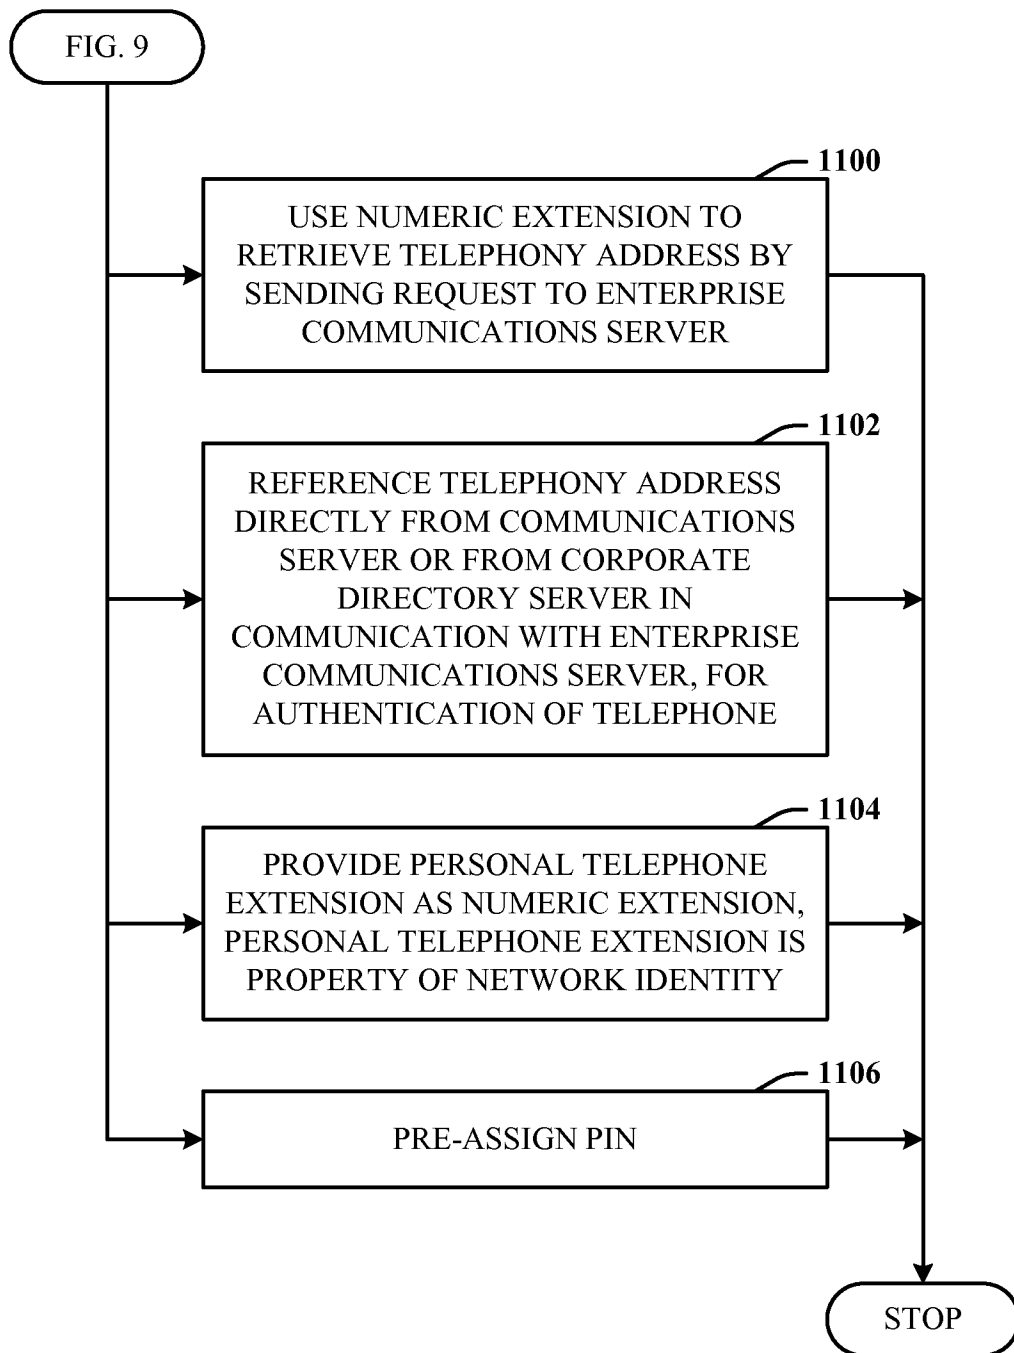 FIG. 9
1100
USE NUMERIC EXTENSION TO
RETRIEVE TELEPHONY ADDRESS BY
SENDING REQUEST TO ENTERPRISE
COMMUNICATIONS SERVER
1102
REFERENCE TELEPHONY ADDRESS
DIRECTLY FROM COMMUNICATIONS
SERVER OR FROM CORPORATE
DIRECTORY SERVER IN
COMMUNICATION WITH ENTERPRISE
COMMUNICATIONS SERVER, FOR
AUTHENTICATION OF TELEPHONE
1104
PROVIDE PERSONAL TELEPHONE
EXTENSION AS NUMERIC EXTENSION,
PERSONAL TELEPHONE EXTENSION IS
PROPERTY OF NETWORK IDENTITY
1106
PRE-ASSIGN PIN
STOP